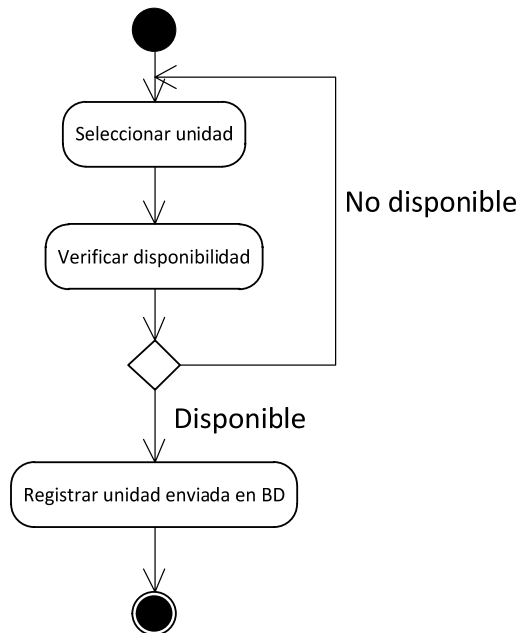 Seleccionar unidad
No disponible
Verificar disponibilidad
Disponible
Registrar unidad enviada en BD